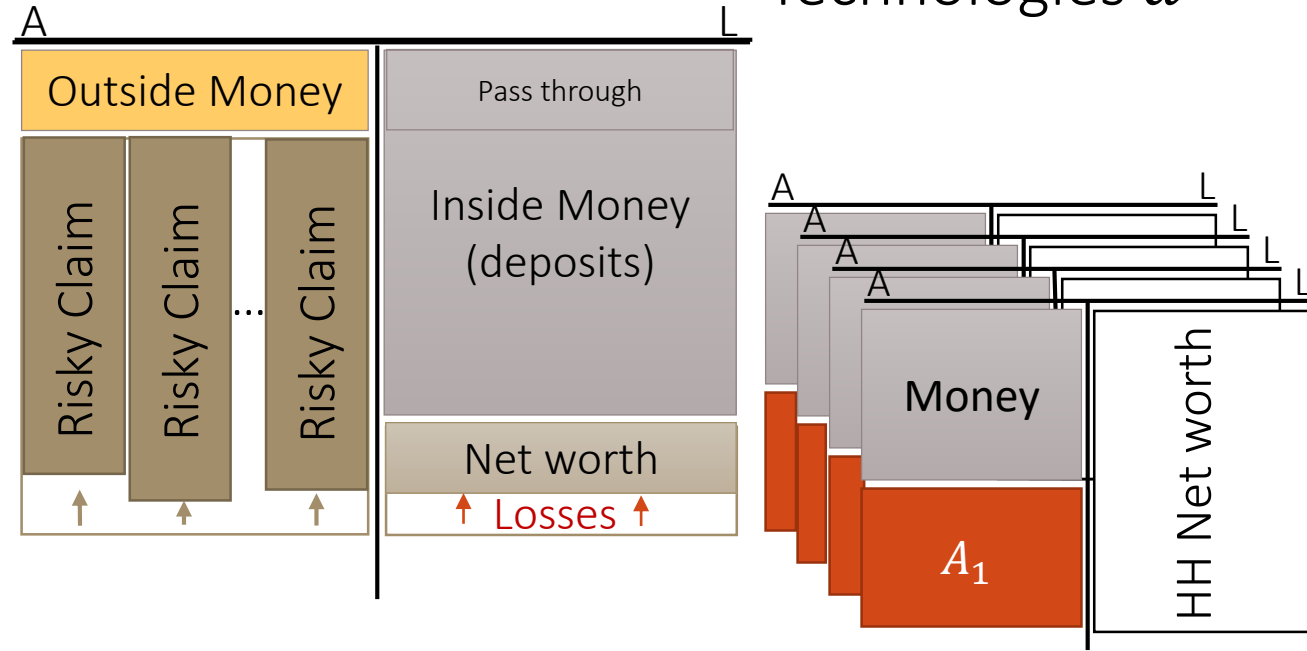 Technologies 𝑎
A
L
Outside Money
Pass through
Inside Money
(deposits)
Risky Claim
Risky Claim
...
Risky Claim
Net worth
Losses
A
L
A
L
A
L
A
L
Money
A₁
HH Net worth